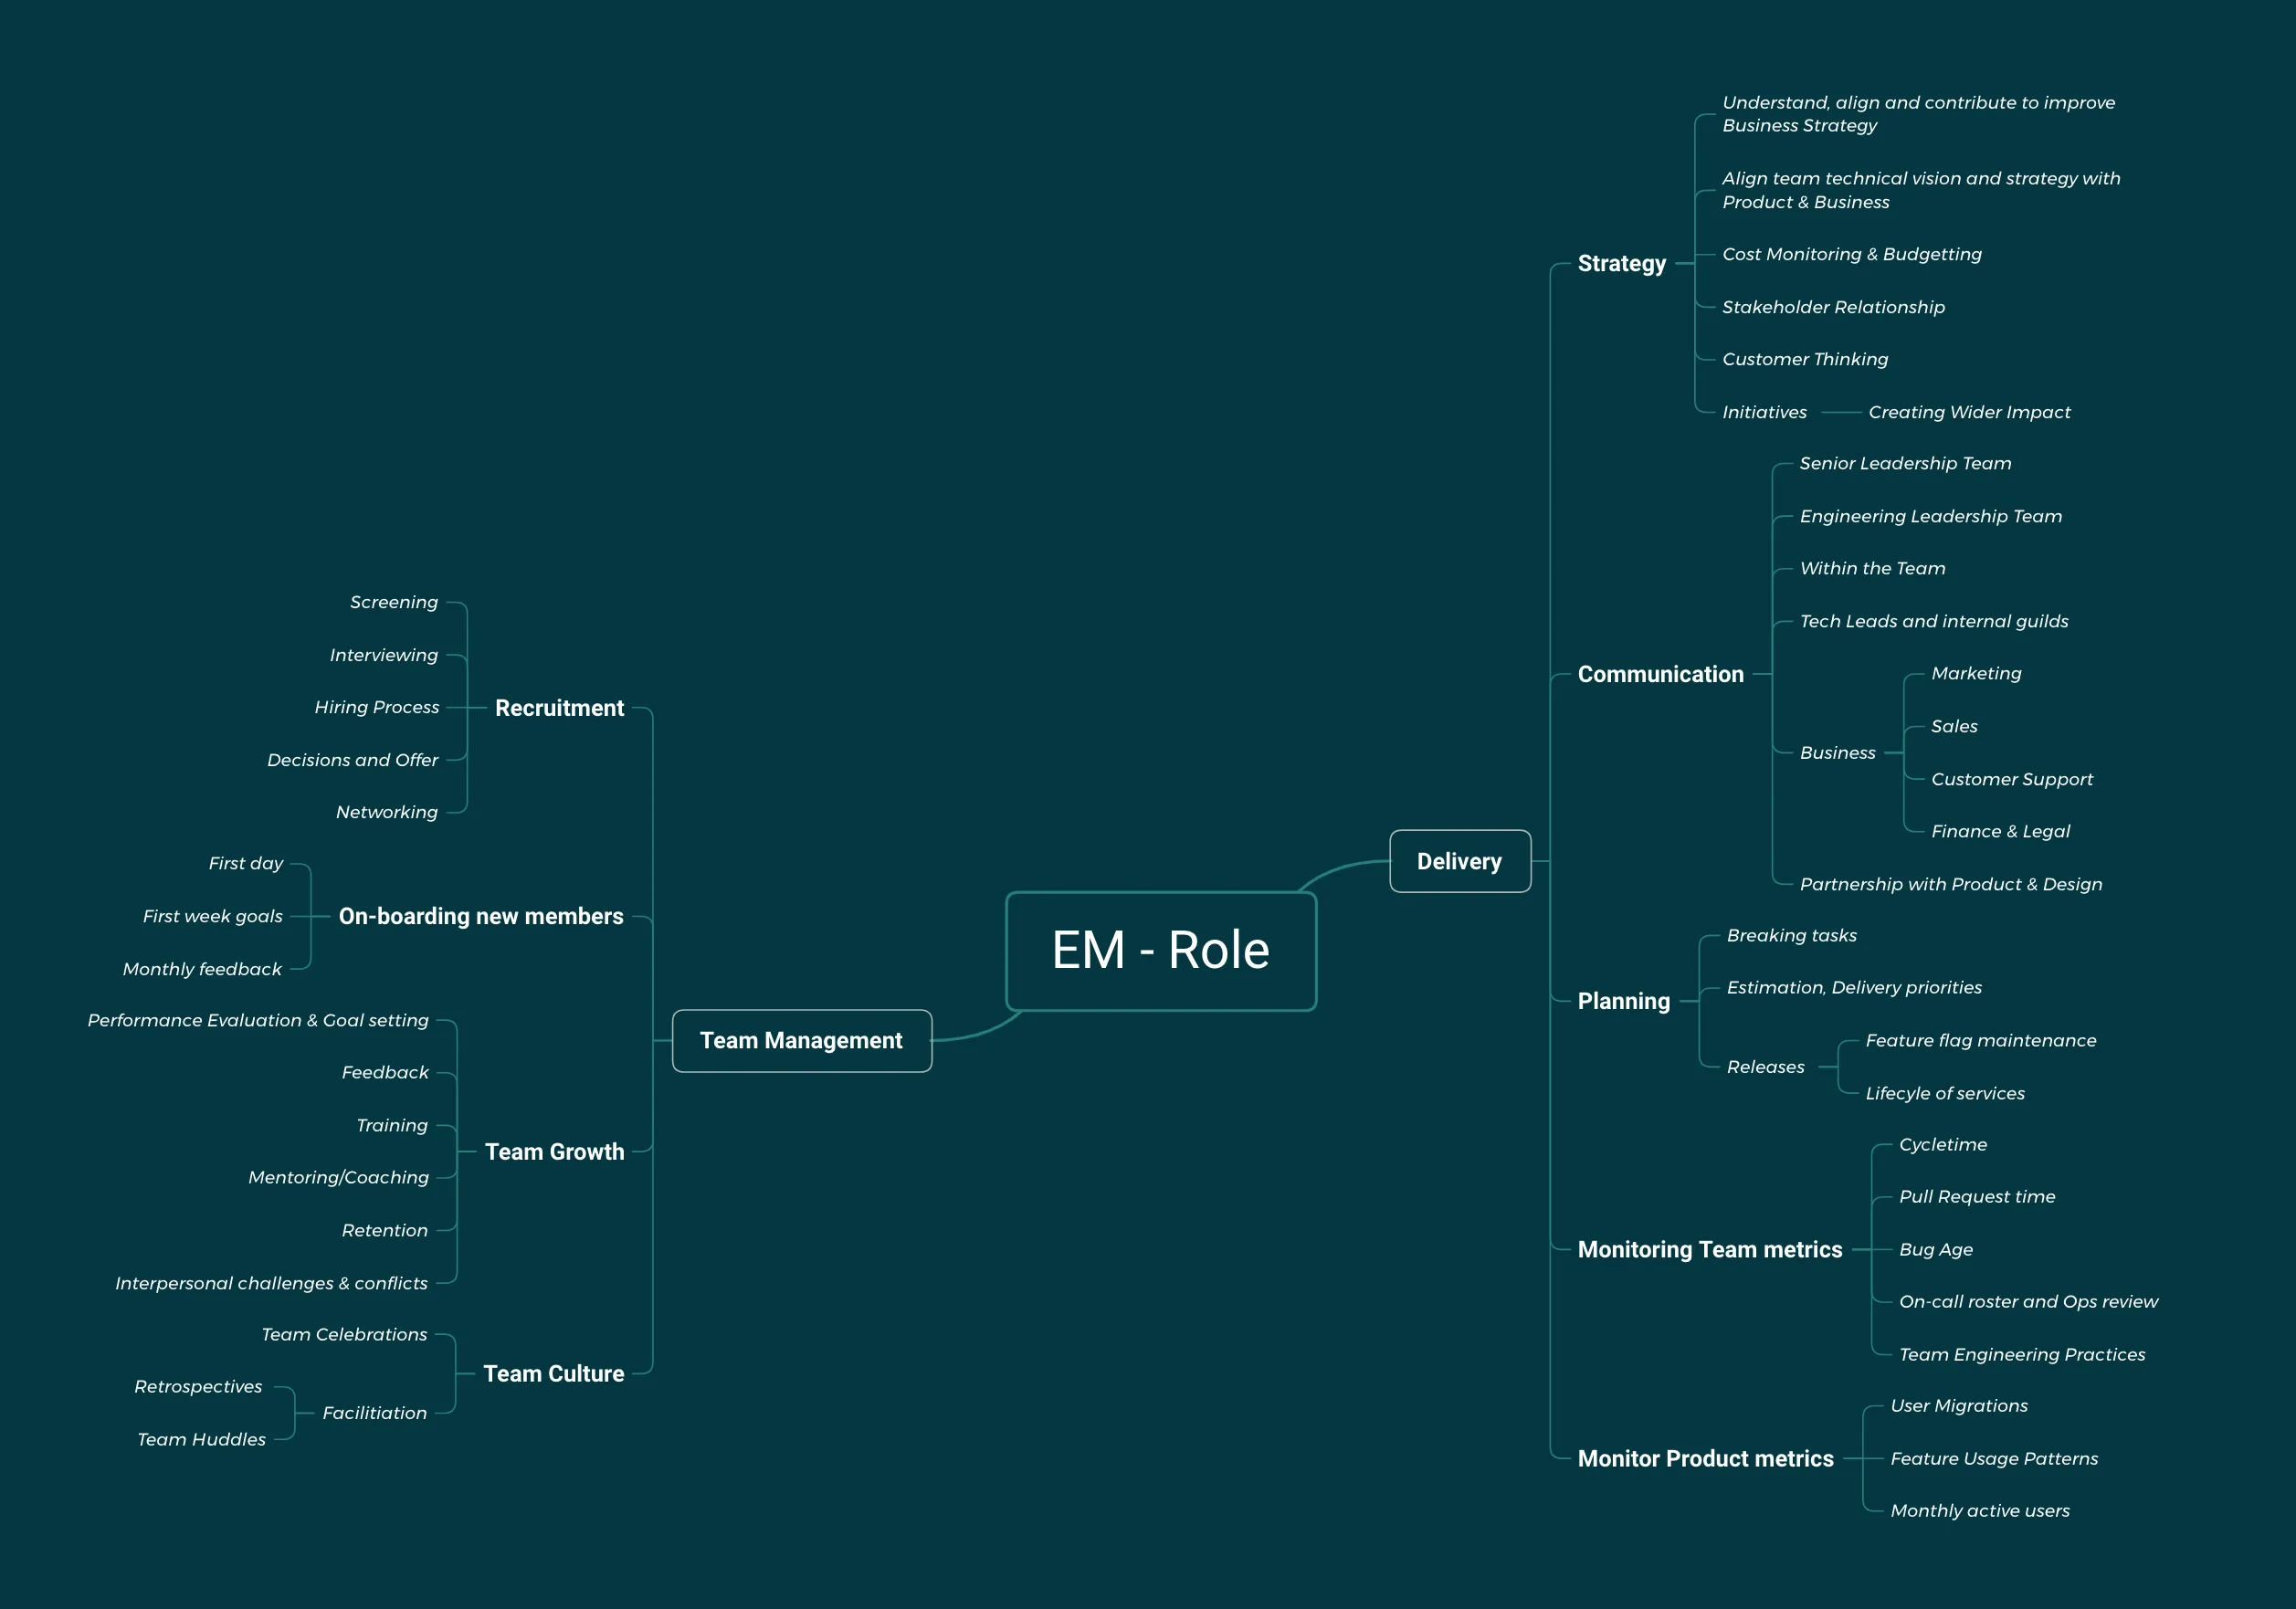 EM - Role
Delivery
Strategy
Understand, align and contribute to improve
Business Strategy
Align team technical vision and strategy with
Product & Business
Cost Monitoring & Budgetting
Stakeholder Relationship
Customer Thinking
Initiatives
Creating Wider Impact
Communication
Senior Leadership Team
Engineering Leadership Team
Within the Team
Tech Leads and internal guilds
Business
Marketing
Sales
Customer Support
Finance & Legal
Partnership with Product & Design
Planning
Breaking tasks
Estimation, Delivery priorities
Releases
Feature flag maintenance
Lifecyle of services
Monitoring Team metrics
Cycletime
Pull Request time
Bug Age
On-call roster and Ops review
Team Engineering Practices
Monitor Product metrics
User Migrations
Feature Usage Patterns
Monthly active users
Team Management
Recruitment
Screening
Interviewing
Hiring Process
Decisions and Offer
Networking
On-boarding new members
First day
First week goals
Monthly feedback
Team Growth
Performance Evaluation & Goal setting
Feedback
Training
Mentoring/Coaching
Retention
Interpersonal challenges & conflicts
Team Culture
Team Celebrations
Facilitiation
Retrospectives
Team Huddles